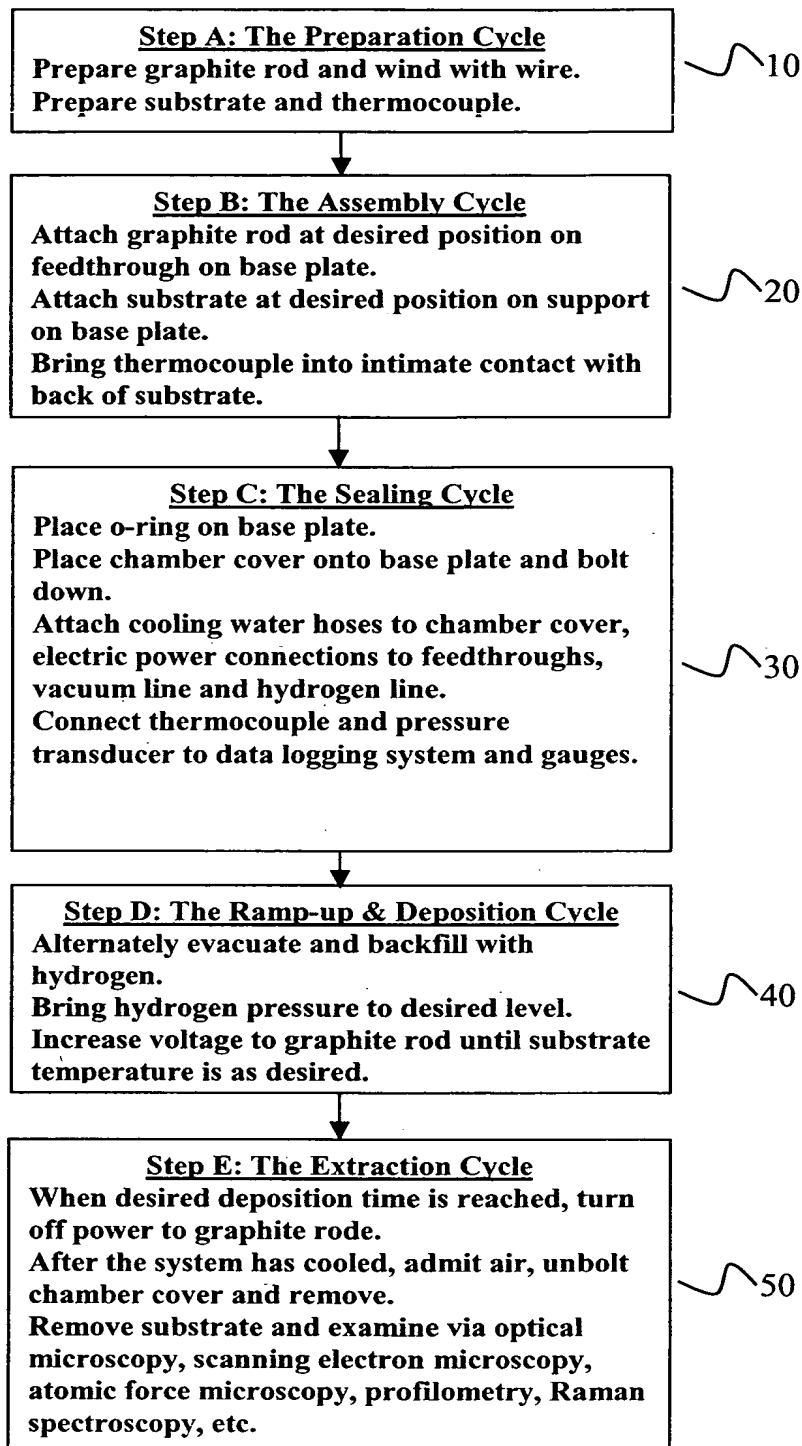 Step A: The Preparation Cycle
Prepare graphite rod and wind with wire.
Prepare substrate and thermocouple.
10
Step B: The Assembly Cycle
Attach graphite rod at desired position on
feedthrough on base plate.
Attach substrate at desired position on support
on base plate.
Bring thermocouple into intimate contact with
back of substrate.
20
Step C: The Sealing Cycle
Place o-ring on base plate.
Place chamber cover onto base plate and bolt
down.
Attach cooling water hoses to chamber cover,
electric power connections to feedthroughs,
vacuum line and hydrogen line.
Connect thermocouple and pressure
transducer to data logging system and gauges.
30
Step D: The Ramp-up & Deposition Cycle
Alternately evacuate and backfill with
hydrogen.
Bring hydrogen pressure to desired level.
Increase voltage to graphite rod until substrate
temperature is as desired.
40
Step E: The Extraction Cycle
When desired deposition time is reached, turn
off power to graphite rode.
After the system has cooled, admit air, unbolt
chamber cover and remove.
Remove substrate and examine via optical
microscopy, scanning electron microscopy,
atomic force microscopy, profilometry, Raman
spectroscopy, etc.
50